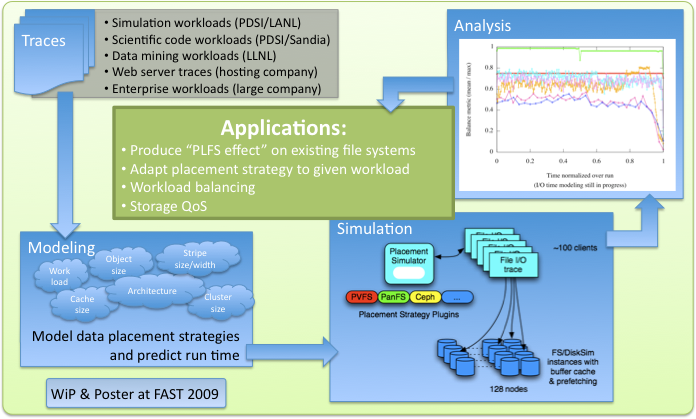 Traces
• Simulation workloads (PDSI/LANL)
• Scientific code workloads (PDSI/Sandia)
• Data mining workloads (LLNL)
• Web server traces (hosting company)
• Enterprise workloads (large company)
Analysis
Balance metric (mean / max)
1
0.8
0.6
0.4
0.2
0
0 0.2 0.4 0.6 0.8 1
Time normalized over run
(I/O time modeling still in progress)
Applications:
• Produce “PLFS effect” on existing file systems
• Adapt placement strategy to given workload
• Workload balancing
• Storage QoS
Modeling
Work load
Object size
Stripe size/width
Cache size
Architecture
Cluster size
Model data placement strategies
and predict run time
Simulation
Placement
Simulator
File I/O
trace
~100 clients
PVFS PanFS Ceph ...
Placement Strategy Plugins
FS/DiskSim
instances with
buffer cache
& prefetching
128 nodes
WiP & Poster at FAST 2009